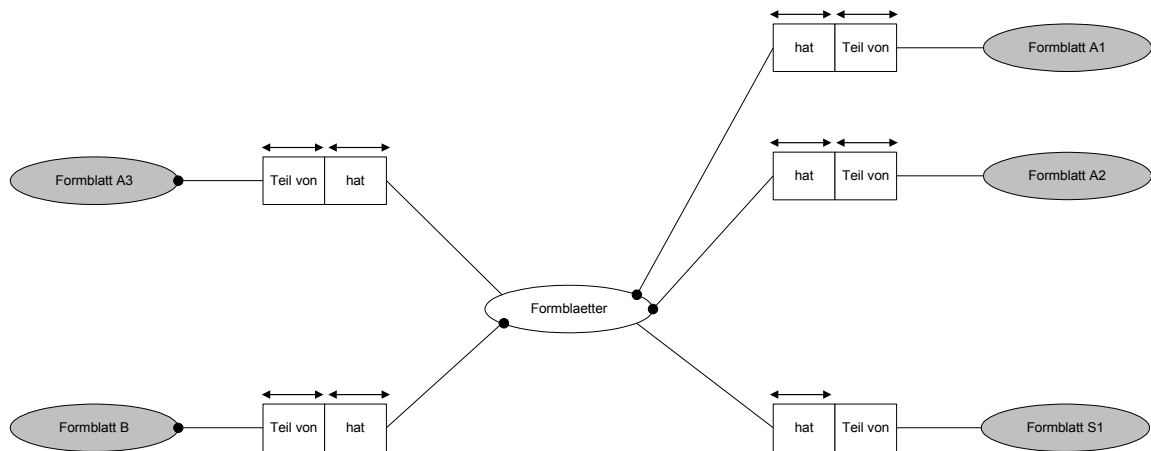 hat Teil von Formblatt A1
Formblatt A3 Teil von hat
hat Teil von Formblatt A2
Formblaetter
Formblatt B Teil von hat
hat Teil von Formblatt S1